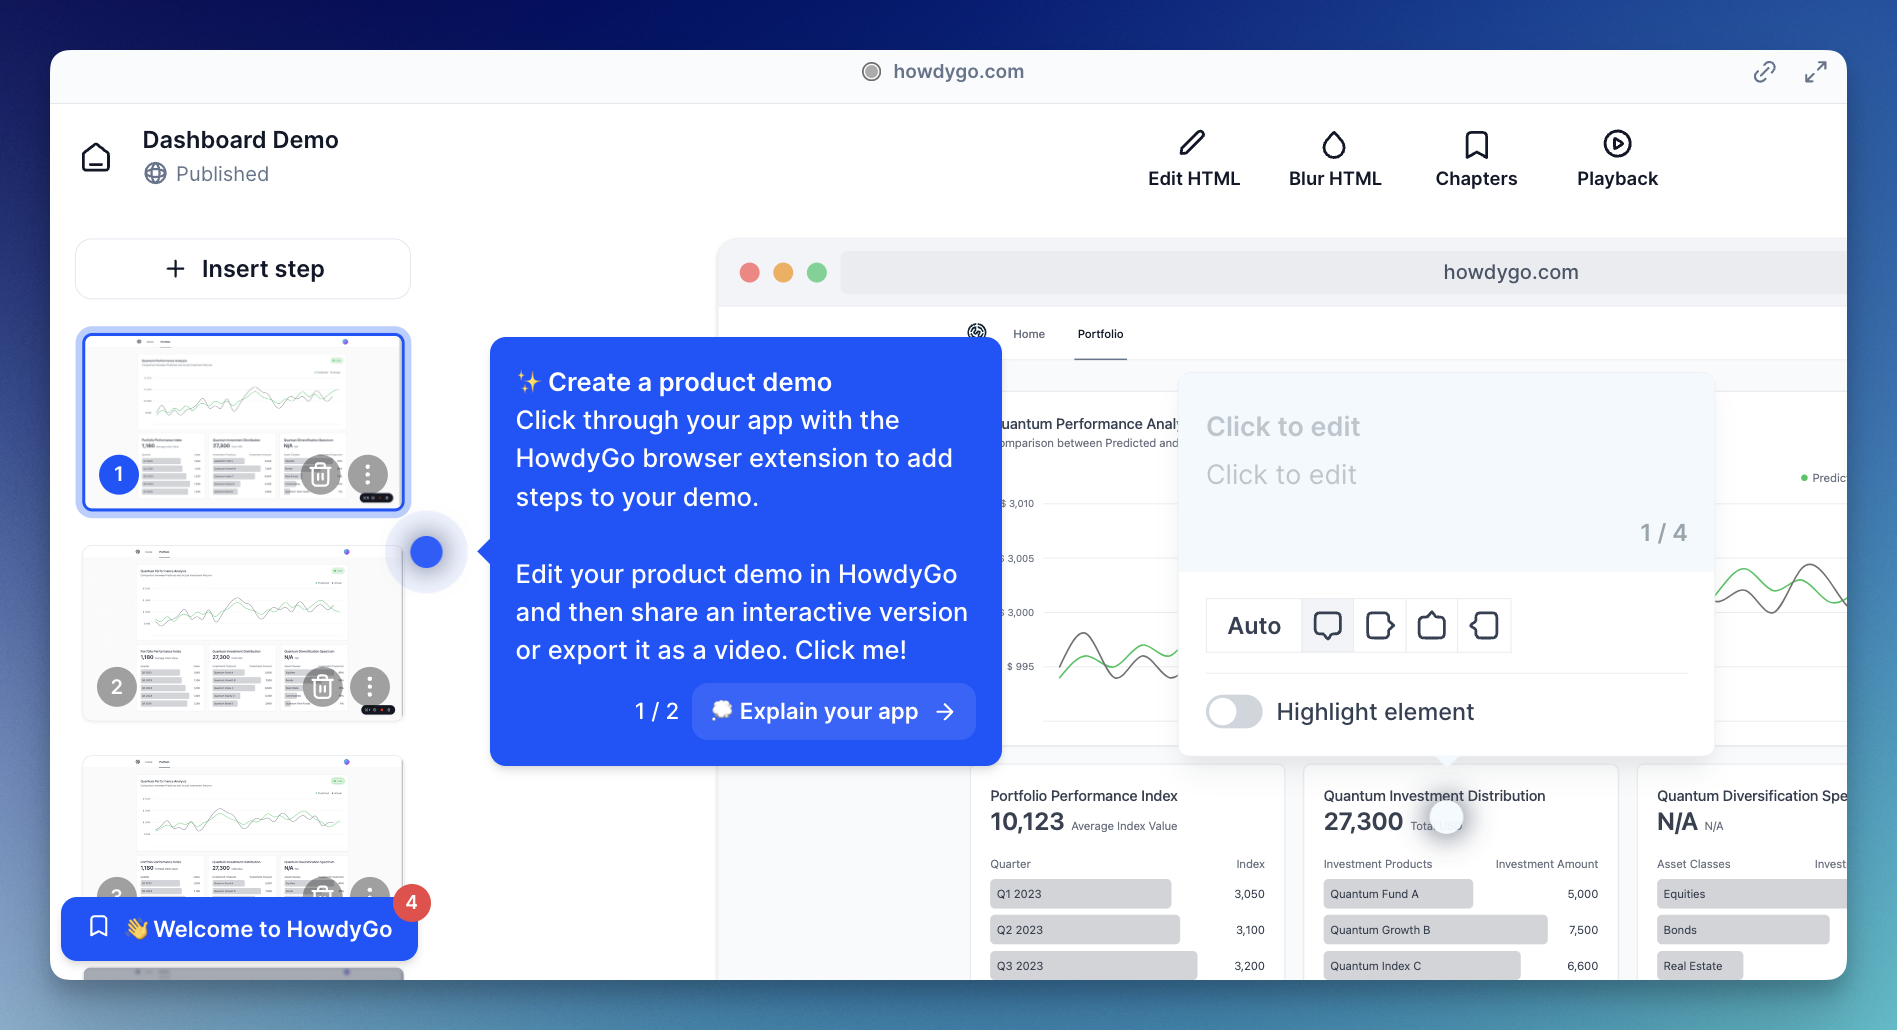 howdygo.com
Dashboard Demo
Published
Edit HTML
Blur HTML
Chapters
Playback
Insert step
howdygo.com
Home
Portfolio
1
2
✨ Create a product demo
Click through your app with the
HowdyGo browser extension to add
steps to your demo.
Edit your product demo in HowdyGo
and then share an interactive version
or export it as a video. Click me!
1 / 2
💭 Explain your app →
uantum Performance Analy
omparison between Predicted and
Predic
$ 3,010
$ 3,005
$ 3,000
$ 995
Click to edit
Click to edit
1 / 4
Auto
Highlight element
Portfolio Performance Index
10,123 Average Index Value
Quarter Index
Q1 2023 3,050
Q2 2023 3,100
Q3 2023 3,200
Quantum Investment Distribution
27,300
Investment Products Investment Amount
Quantum Fund A 5,000
Quantum Growth B 7,500
Quantum Index C 6,600
Quantum Diversification Spe
N/A N/A
Asset Classes Invest
Equities
Bonds
Real Estate
3
4
👋 Welcome to HowdyGo